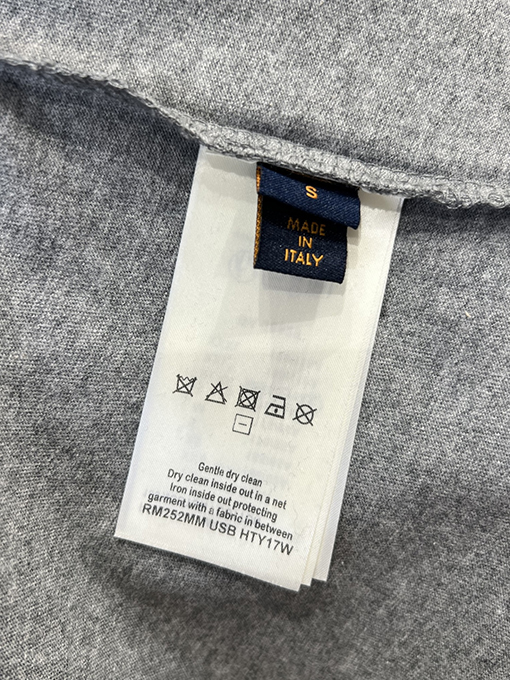 S
MADE
IN
ITALY
Gentle dry clean
Dry clean inside out in a net
Iron inside out protecting
garment with a fabric in between
RM252MM USB HTY17W